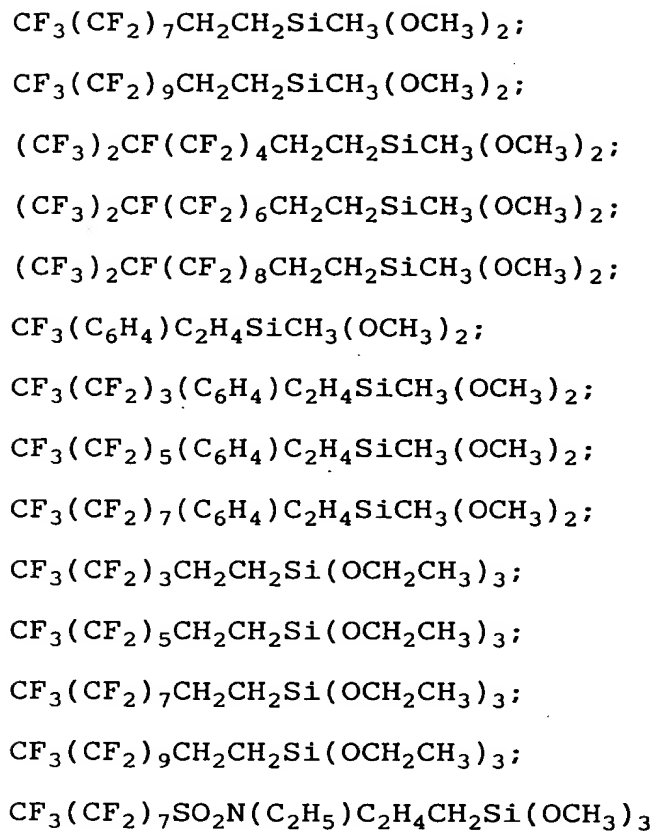 CF₃(CF₂)₇CH₂CH₂SiCH₃(OCH₃)₂;
CF₃(CF₂)₉CH₂CH₂SiCH₃(OCH₃)₂;
(CF₃)₂CF(CF₂)₄CH₂CH₂SiCH₃(OCH₃)₂;
(CF₃)₂CF(CF₂)₆CH₂CH₂SiCH₃(OCH₃)₂;
(CF₃)₂CF(CF₂)₈CH₂CH₂SiCH₃(OCH₃)₂;
CF₃(C₆H₄)C₂H₄SiCH₃(OCH₃)₂;
CF₃(CF₂)₃(C₆H₄)C₂H₄SiCH₃(OCH₃)₂;
CF₃(CF₂)₅(C₆H₄)C₂H₄SiCH₃(OCH₃)₂;
CF₃(CF₂)₇(C₆H₄)C₂H₄SiCH₃(OCH₃)₂;
CF₃(CF₂)₃CH₂CH₂Si(OCH₂CH₃)₃;
CF₃(CF₂)₅CH₂CH₂Si(OCH₂CH₃)₃;
CF₃(CF₂)₇CH₂CH₂Si(OCH₂CH₃)₃;
CF₃(CF₂)₉CH₂CH₂Si(OCH₂CH₃)₃;
CF₃(CF₂)₇SO₂N(C₂H₅)C₂H₄CH₂Si(OCH₃)₃